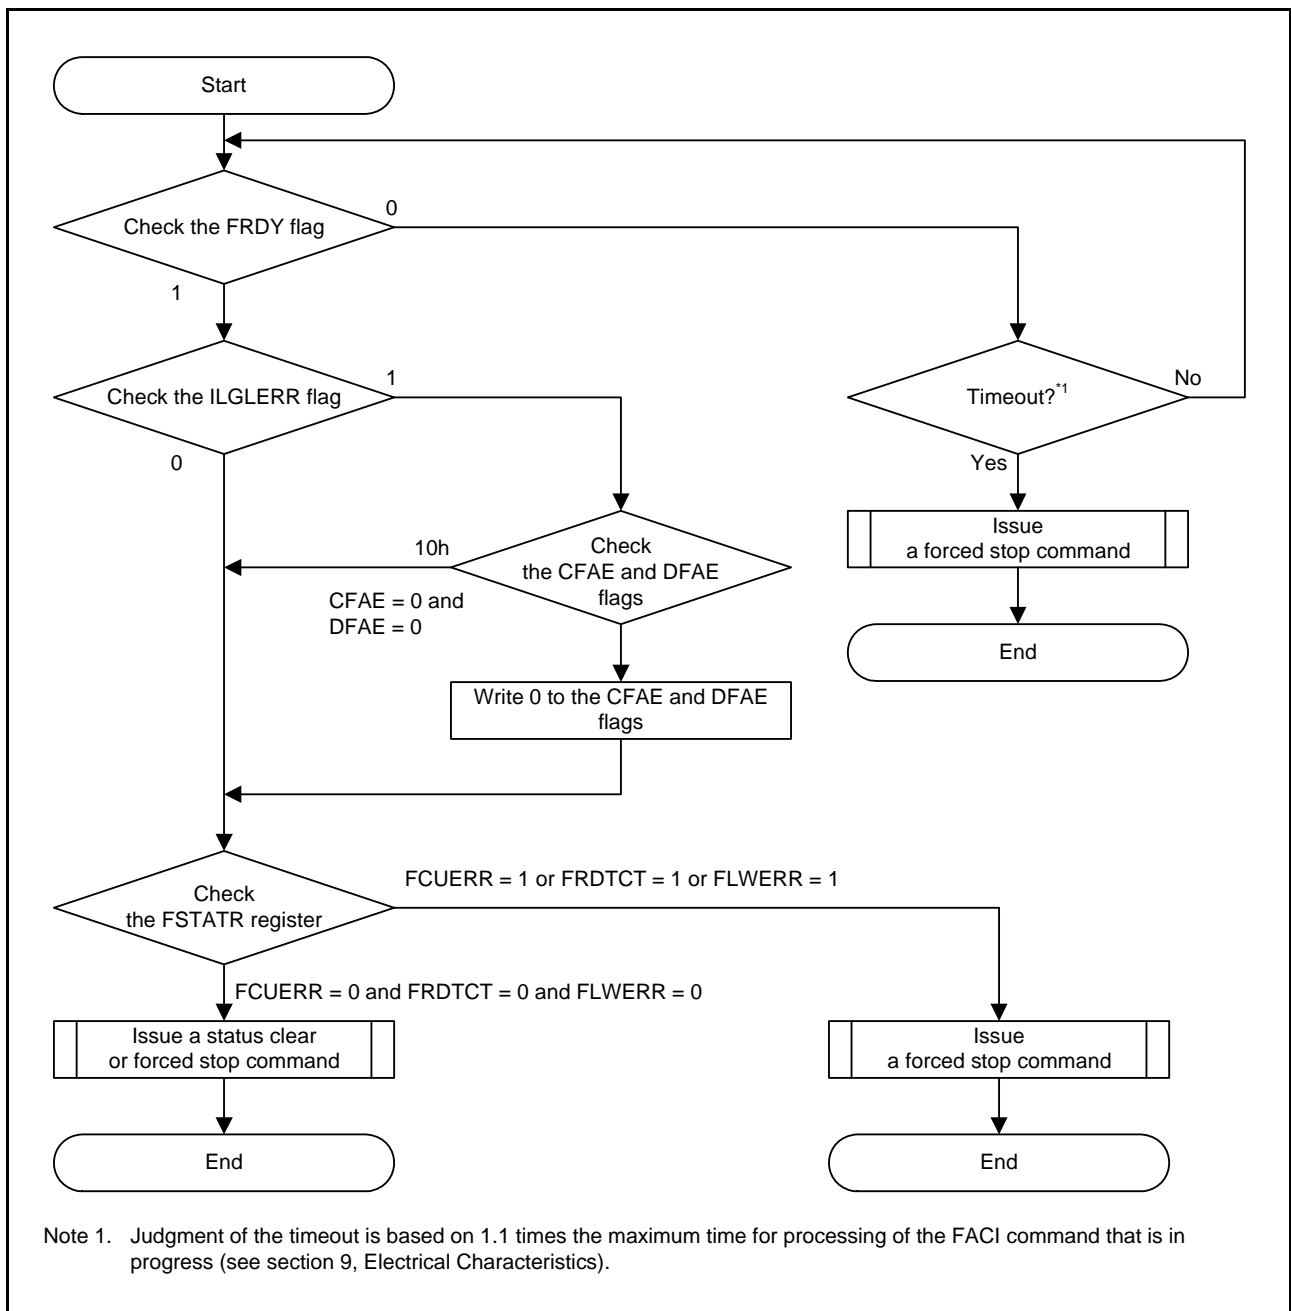 Start
Check the FRDY flag
0
1
Check the ILGLERR flag
1
0
Timeout?*1
No
Yes
Issue
a forced stop command
End
10h
CFAE = 0 and
DFAE = 0
Check
the CFAE and DFAE
flags
Write 0 to the CFAE and DFAE
flags
Check
the FSTATR register
FCUERR = 1 or FRDTCT = 1 or FLWERR = 1
FCUERR = 0 and FRDTCT = 0 and FLWERR = 0
Issue a status clear
or forced stop command
End
Issue
a forced stop command
End
Note 1. Judgment of the timeout is based on 1.1 times the maximum time for processing of the FACI command that is in
progress (see section 9, Electrical Characteristics).